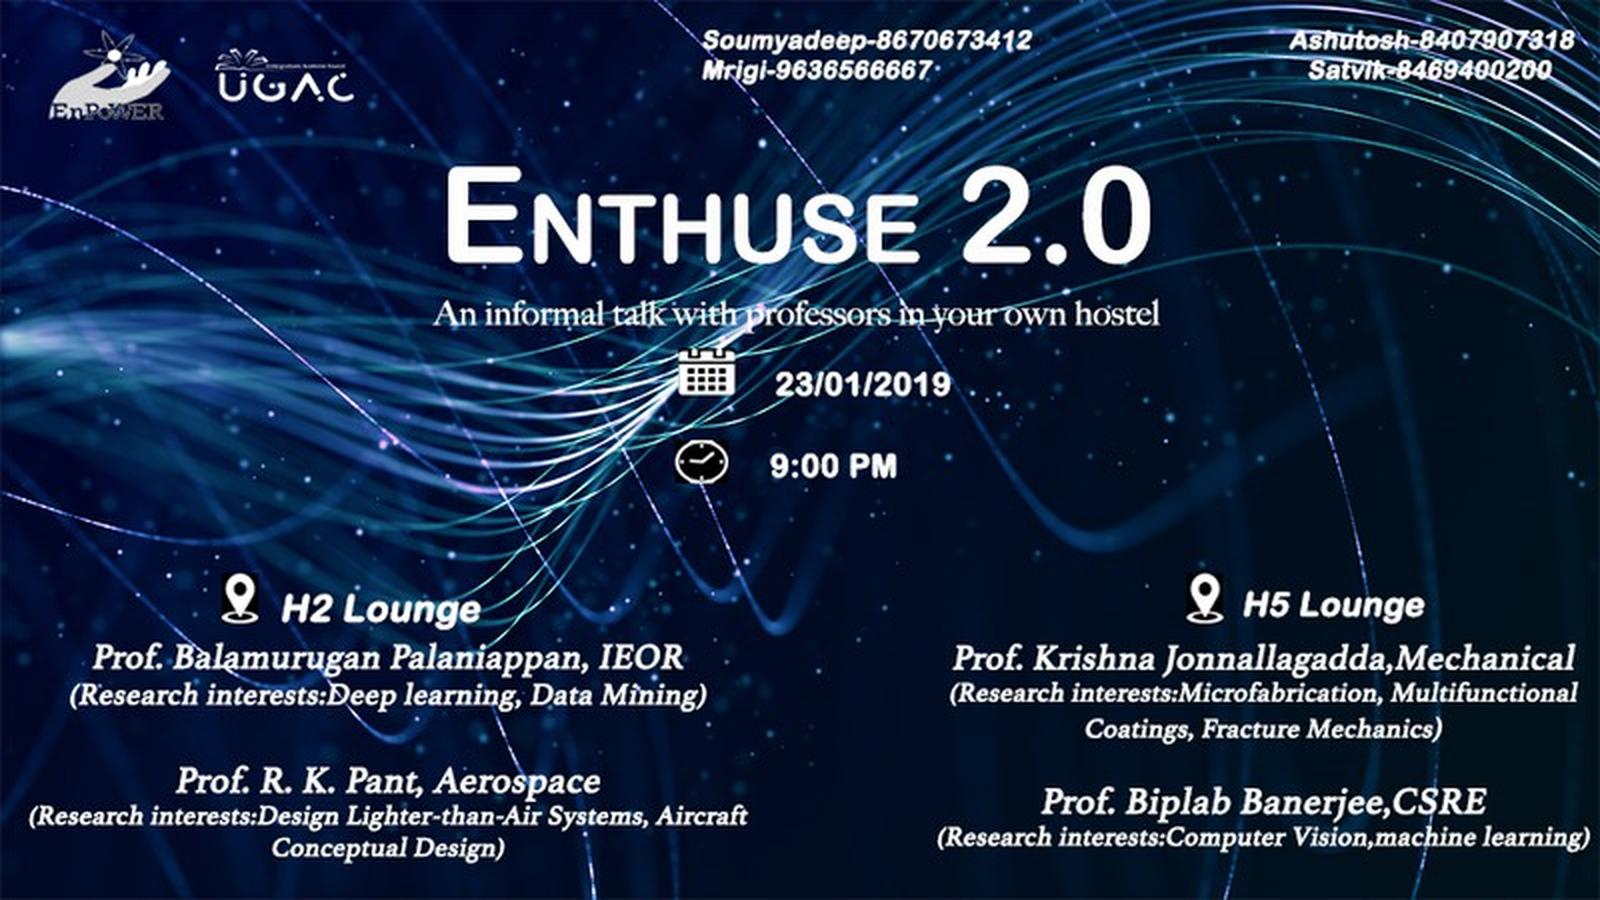 EnPoWER
UGAC
Soumyadeep-8670673412
Mrigi-9636566667
Ashutosh-8407907318
Satvik-8469400200
ENTHUSE 2.0
An informal talk with professors in your own hostel
23/01/2019
9:00 PM
H2 Lounge
Prof. Balamurugan Palaniappan, IEOR
(Research interests:Deep learning, Data Mining)
Prof. R. K. Pant, Aerospace
(Research interests:Design Lighter-than-Air Systems, Aircraft
Conceptual Design)
H5 Lounge
Prof. Krishna Jonnallagadda,Mechanical
(Research interests:Microfabrication, Multifunctional
Coatings, Fracture Mechanics)
Prof. Biplab Banerjee,CSRE
(Research interests:Computer Vision,machine learning)